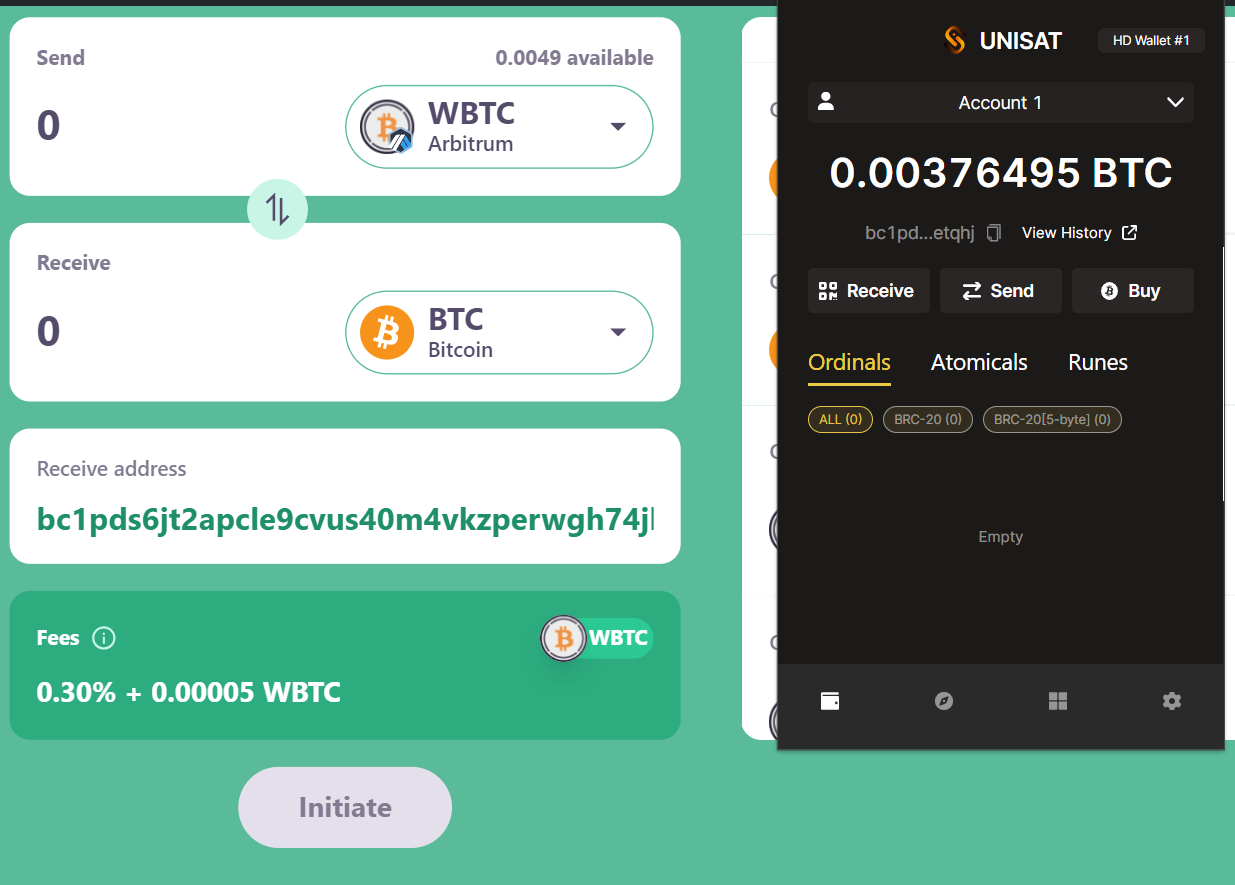 Send
0.0049 available
0
WBTC
Arbitrum
Receive
0
BTC
Bitcoin
Receive address
bc1pds6jt2apcle9cvus40m4vkzperwgh74j
Fees
WBTC
0.30% + 0.00005 WBTC
Initiate
UNISAT
HD Wallet #1
Account 1
0.00376495 BTC
bc1pd...etqhj
View History
Receive
Send
Buy
Ordinals
Atomicals
Runes
ALL (0)
BRC-20 (0)
BRC-20[5-byte] (0)
Empty